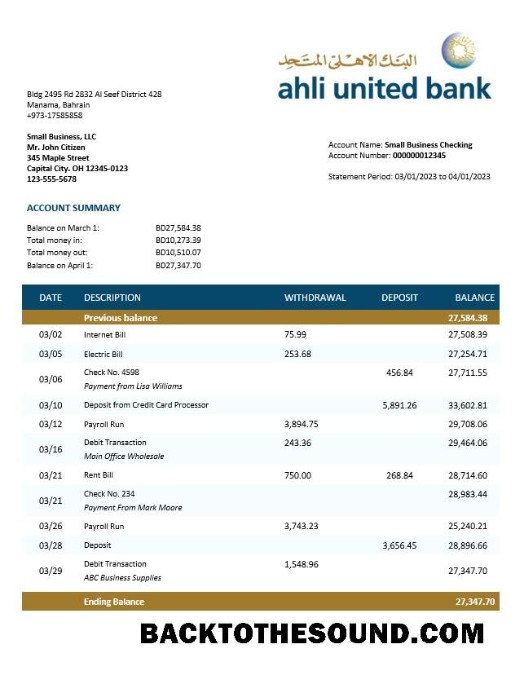 البنك الأهلي المتحد
ahli united bank
Bldg 2495 Rd 2832 Al Seef District 428
Manama, Bahrain
+973-17585858
Small Business, LLC
Mr. John Citizen
345 Maple Street
Capital City. OH 12345-0123
123-555-5678
Account Name: Small Business Checking
Account Number: 000000012345
Statement Period: 03/01/2023 to 04/01/2023
ACCOUNT SUMMARY
Balance on March 1: BD27,584.38
Total money in: BD10,273.39
Total money out: BD10,510.07
Balance on April 1: BD27,347.70
DATE DESCRIPTION WITHDRAWAL DEPOSIT BALANCE
Previous balance 27,584.38
03/02 Internet Bill 75.99 27,508.39
03/05 Electric Bill 253.68 27,254.71
03/06 Check No. 4598 456.84 27,711.55
Payment from Lisa Williams
03/10 Deposit from Credit Card Processor 5,891.26 33,602.81
03/12 Payroll Run 3,894.75 29,708.06
03/16 Debit Transaction 243.36 29,464.06
Main Office Wholesale
03/21 Rent Bill 750.00 268.84 28,714.60
03/21 Check No. 234 28,983.44
Payment From Mark Moore
03/26 Payroll Run 3,743.23 25,240.21
03/28 Deposit 3,656.45 28,896.66
03/29 Debit Transaction 1,548.96 27,347.70
ABC Business Supplies
Ending Balance 27,347.70
BACKTOTHESOUND.COM